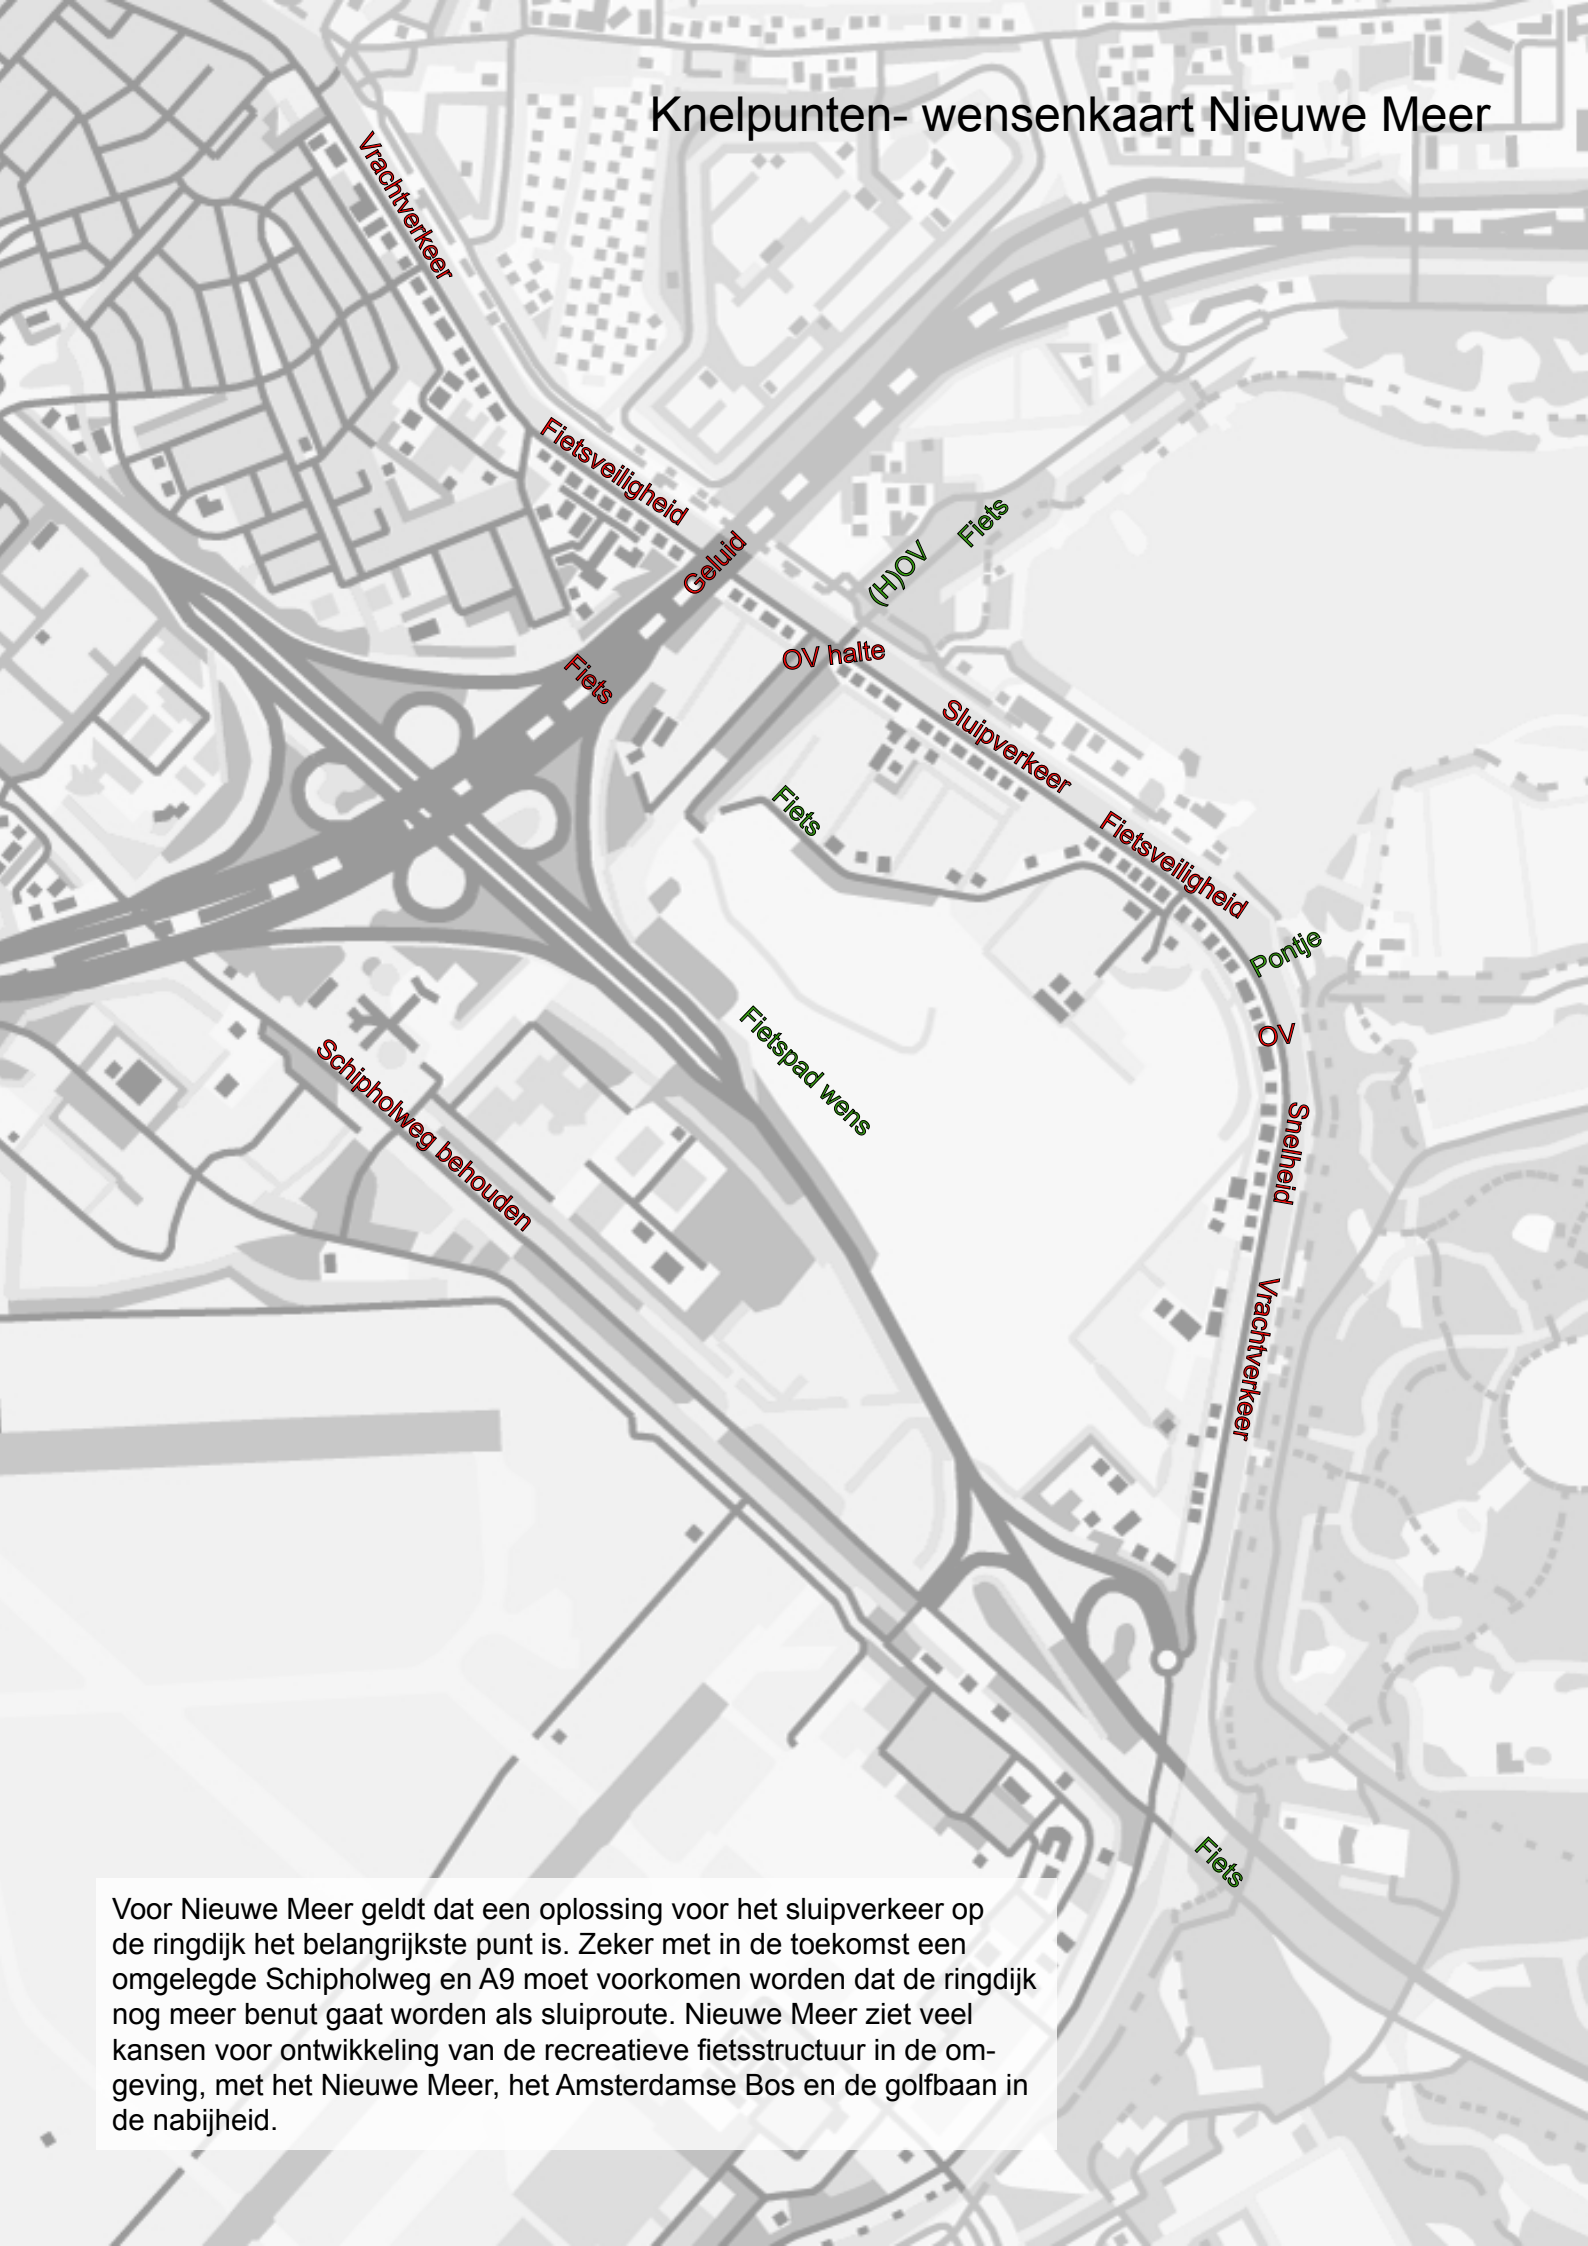 Knelpunten- wensenkaart Nieuwe Meer
Vrachtverkeer
Fietsveiligheid
Geluid
Fiets
(H)OV
OV halte
Fiets
Sluipverkeer
Fiets
Fietsveiligheid
Pontje
Fietspad wens
OV
Schipholweg behouden
Snelheid
Vrachtverkeer
Fiets
Voor Nieuwe Meer geldt dat een oplossing voor het sluipverkeer op
de ringdijk het belangrijkste punt is. Zeker met in de toekomst een
omgelegde Schipholweg en A9 moet voorkomen worden dat de ringdijk
nog meer benut gaat worden als sluiproute. Nieuwe Meer ziet veel
kansen voor ontwikkeling van de recreatieve fietsstructuur in de om-
geving, met het Nieuwe Meer, het Amsterdamse Bos en de golfbaan in
de nabijheid.